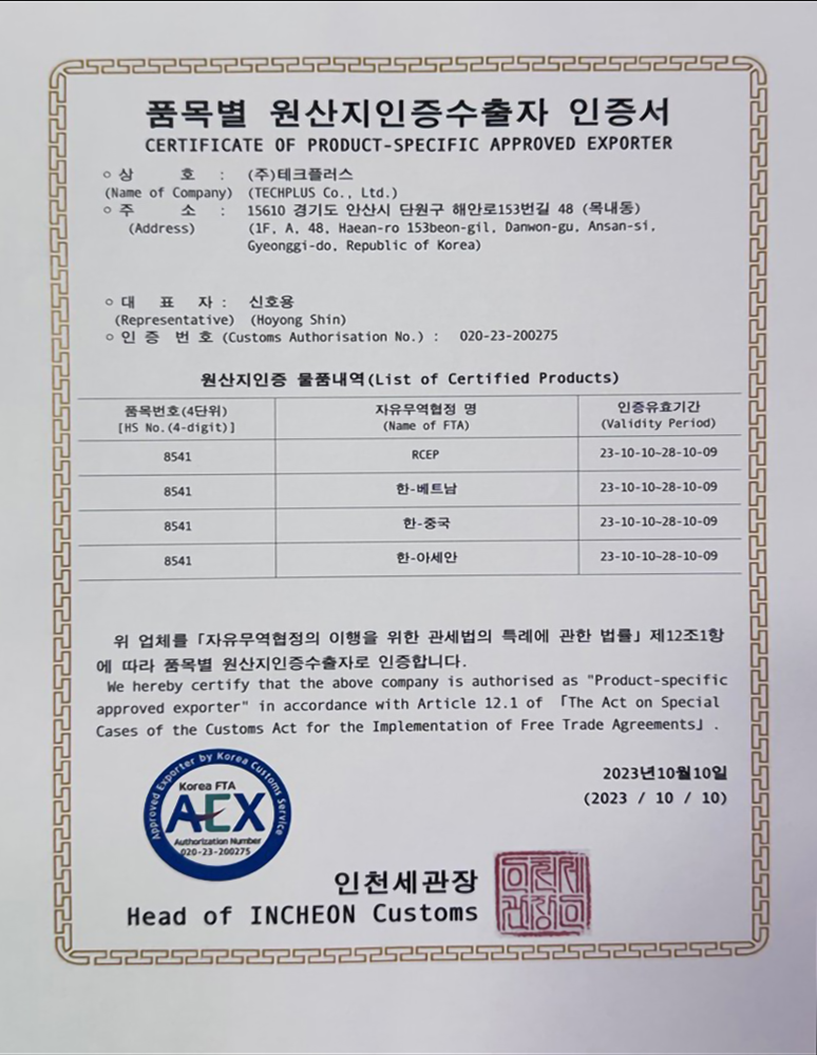 품목별 원산지인증수출자 인증서
CERTIFICATE OF PRODUCT-SPECIFIC APPROVED EXPORTER
○ 상 호 : (주)테크플러스
(Name of Company) (TECHPLUS Co., Ltd.)
○ 주 소 : 15610 경기도 안산시 단원구 해안로153번길 48 (목내동)
(Address) (1F, A, 48, Haean-ro 153beon-gil, Danwon-gu, Ansan-si,
Gyeonggi-do, Republic of Korea)
○ 대 표 자 : 신호용
(Representative) (Hoyong Shin)
○ 인 증 번 호 (Customs Authorisation No.) : 020-23-200275
원산지인증 물품내역(List of Certified Products)
품목번호(4단위) 자유무역협정 명 인증유효기간
[HS No.(4-digit)] (Name of FTA) (Validity Period)
8541 RCEP 23-10-10~28-10-09
8541 한-베트남 23-10-10~28-10-09
8541 한-중국 23-10-10~28-10-09
8541 한-아세안 23-10-10~28-10-09
위 업체를 「자유무역협정의 이행을 위한 관세법의 특례에 관한 법률」 제12조1항
에 따라 품목별 원산지인증수출자로 인증합니다.
We hereby certify that the above company is authorised as "Product-specific
approved exporter" in accordance with Article 12.1 of 「The Act on Special
Cases of the Customs Act for the Implementation of Free Trade Agreements」.
2023년10월10일
(2023 / 10 / 10)
Approved Exporter by Korea Customs Service
Korea FTA
AEX
Authorization Number
020-23-200275
인천세관장
Head of INCHEON Customs